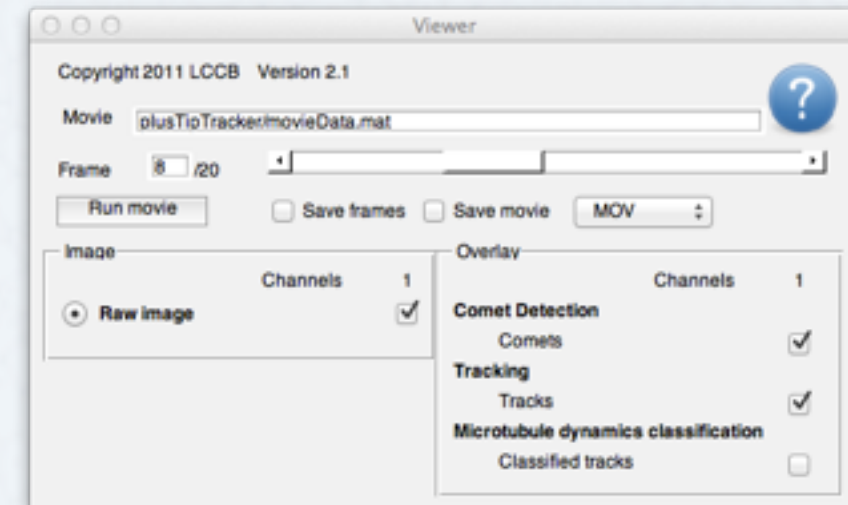 Viewer
Copyright 2011 LCCB Version 2.1
?
Movie plusTipTracker/movieData.mat
Frame 8 /20
Run movie Save frames Save movie MOV
Image
Channels 1
Raw image
Overlay
Channels 1
Comet Detection
Comets
Tracking
Tracks
Microtubule dynamics classification
Classified tracks